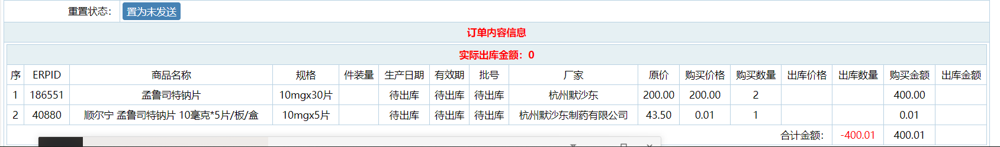 重置状态： 置为未发送
订单内容信息
实际出库金额：0
序 ERPID 商品名称 规格 件装量 生产日期 有效期 批号 厂家 原价 购买价格 购买数量 出库价格 出库数量 购买金额 出库金额
1 186551 孟鲁司特钠片 10mgx30片 待出库 待出库 待出库 杭州默沙东 200.00 200.00 2 400.00
2 40880 顺尔宁 孟鲁司特钠片 10毫克*5片/板/盒 10mgx5片 待出库 待出库 待出库 杭州默沙东制药有限公司 43.50 0.01 1 0.01
合计金额： -400.01 400.01